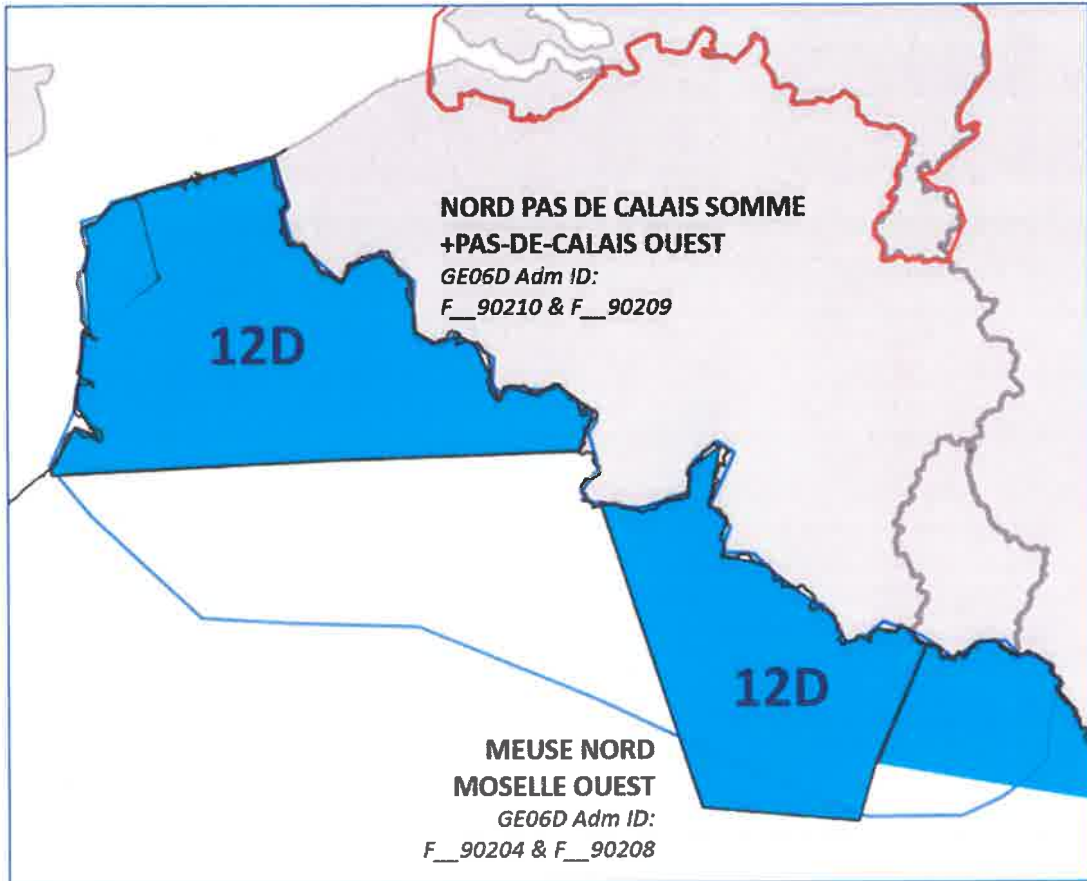 NORD PAS DE CALAIS SOMME
+PAS-DE-CALAIS OUEST
GE06D Adm ID:
F__90210 & F__90209
12D
12D
MEUSE NORD
MOSELLE OUEST
GE06D Adm ID:
F__90204 & F__90208